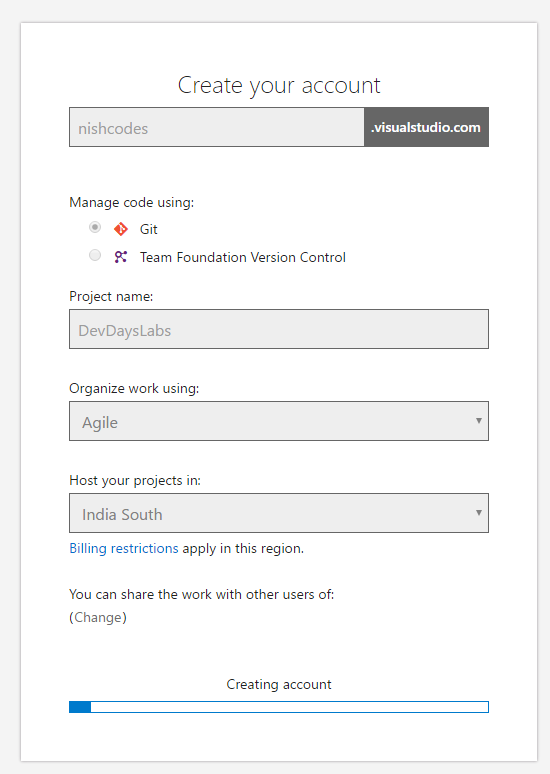 Create your account
nishcodes .visualstudio.com
Manage code using:
Git
Team Foundation Version Control
Project name:
DevDaysLabs
Organize work using:
Agile
Host your projects in:
India South
Billing restrictions apply in this region.
You can share the work with other users of:
(Change)
Creating account